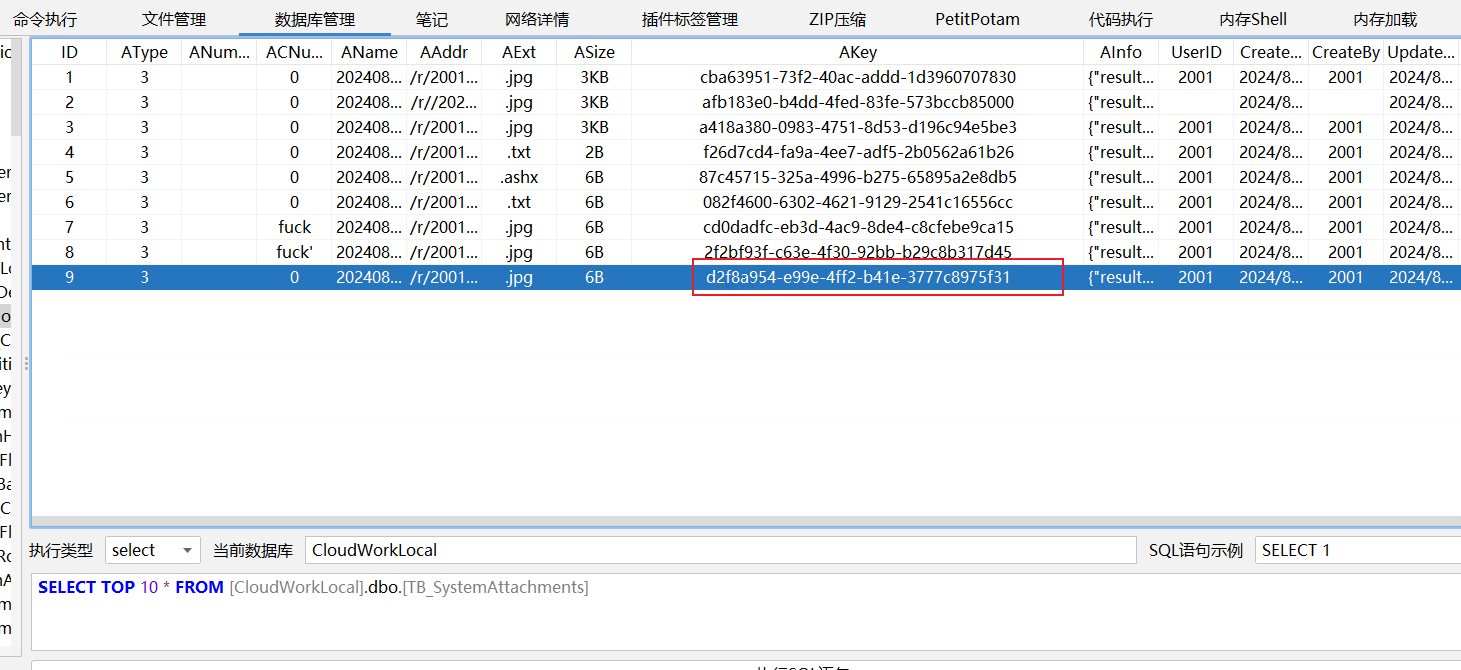 命令执行 文件管理 数据库管理 笔记 网络详情 插件标签管理 ZIP压缩 PetitPotam 代码执行 内存Shell 内存加载
ID AType ANum... ACNu... AName AAddr AExt ASize AKey AInfo UserID Create... CreateBy Update...
1 3 0 202408... /r/2001... .jpg 3KB cba63951-73f2-40ac-addd-1d3960707830 {"result... 2001 2024/8... 2001 2024/8...
2 3 0 202408... /r//202... .jpg 3KB afb183e0-b4dd-4fed-83fe-573bccb85000 {"result... 2024/8... 2024/8...
3 3 0 202408... /r/2001... .jpg 3KB a418a380-0983-4751-8d53-d196c94e5be3 {"result... 2001 2024/8... 2001 2024/8...
4 3 0 202408... /r/2001... .txt 2B f26d7cd4-fa9a-4ee7-adf5-2b0562a61b26 {"result... 2001 2024/8... 2001 2024/8...
5 3 0 202408... /r/2001... .ashx 6B 87c45715-325a-4996-b275-65895a2e8db5 {"result... 2001 2024/8... 2001 2024/8...
6 3 0 202408... /r/2001... .txt 6B 082f4600-6302-4621-9129-2541c16556cc {"result... 2001 2024/8... 2001 2024/8...
7 3 fuck 202408... /r/2001... .jpg 6B cd0dadfc-eb3d-4ac9-8de4-c8cfebe9ca15 {"result... 2001 2024/8... 2001 2024/8...
8 3 fuck' 202408... /r/2001... .jpg 6B 2f2bf93f-c63e-4f30-92bb-b29c8b317d45 {"result... 2001 2024/8... 2001 2024/8...
9 3 0 202408... /r/2001... .jpg 6B d2f8a954-e99e-4ff2-b41e-3777c8975f31 {"result... 2001 2024/8... 2001 2024/8...
执行类型 select 当前数据库 CloudWorkLocal SQL语句示例 SELECT 1
SELECT TOP 10 * FROM [CloudWorkLocal].dbo.[TB_SystemAttachments]